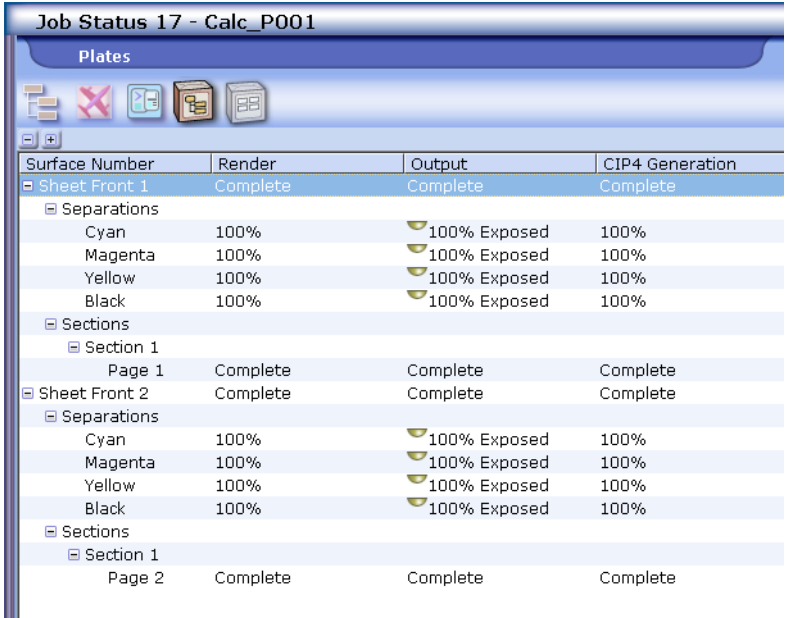 Job Status 17 - Calc_P001
Plates
Surface Number Render Output CIP4 Generation
Sheet Front 1 Complete Complete Complete
Separations
Cyan 100% 100% Exposed 100%
Magenta 100% 100% Exposed 100%
Yellow 100% 100% Exposed 100%
Black 100% 100% Exposed 100%
Sections
Section 1
Page 1 Complete Complete Complete
Sheet Front 2 Complete Complete Complete
Separations
Cyan 100% 100% Exposed 100%
Magenta 100% 100% Exposed 100%
Yellow 100% 100% Exposed 100%
Black 100% 100% Exposed 100%
Sections
Section 1
Page 2 Complete Complete Complete